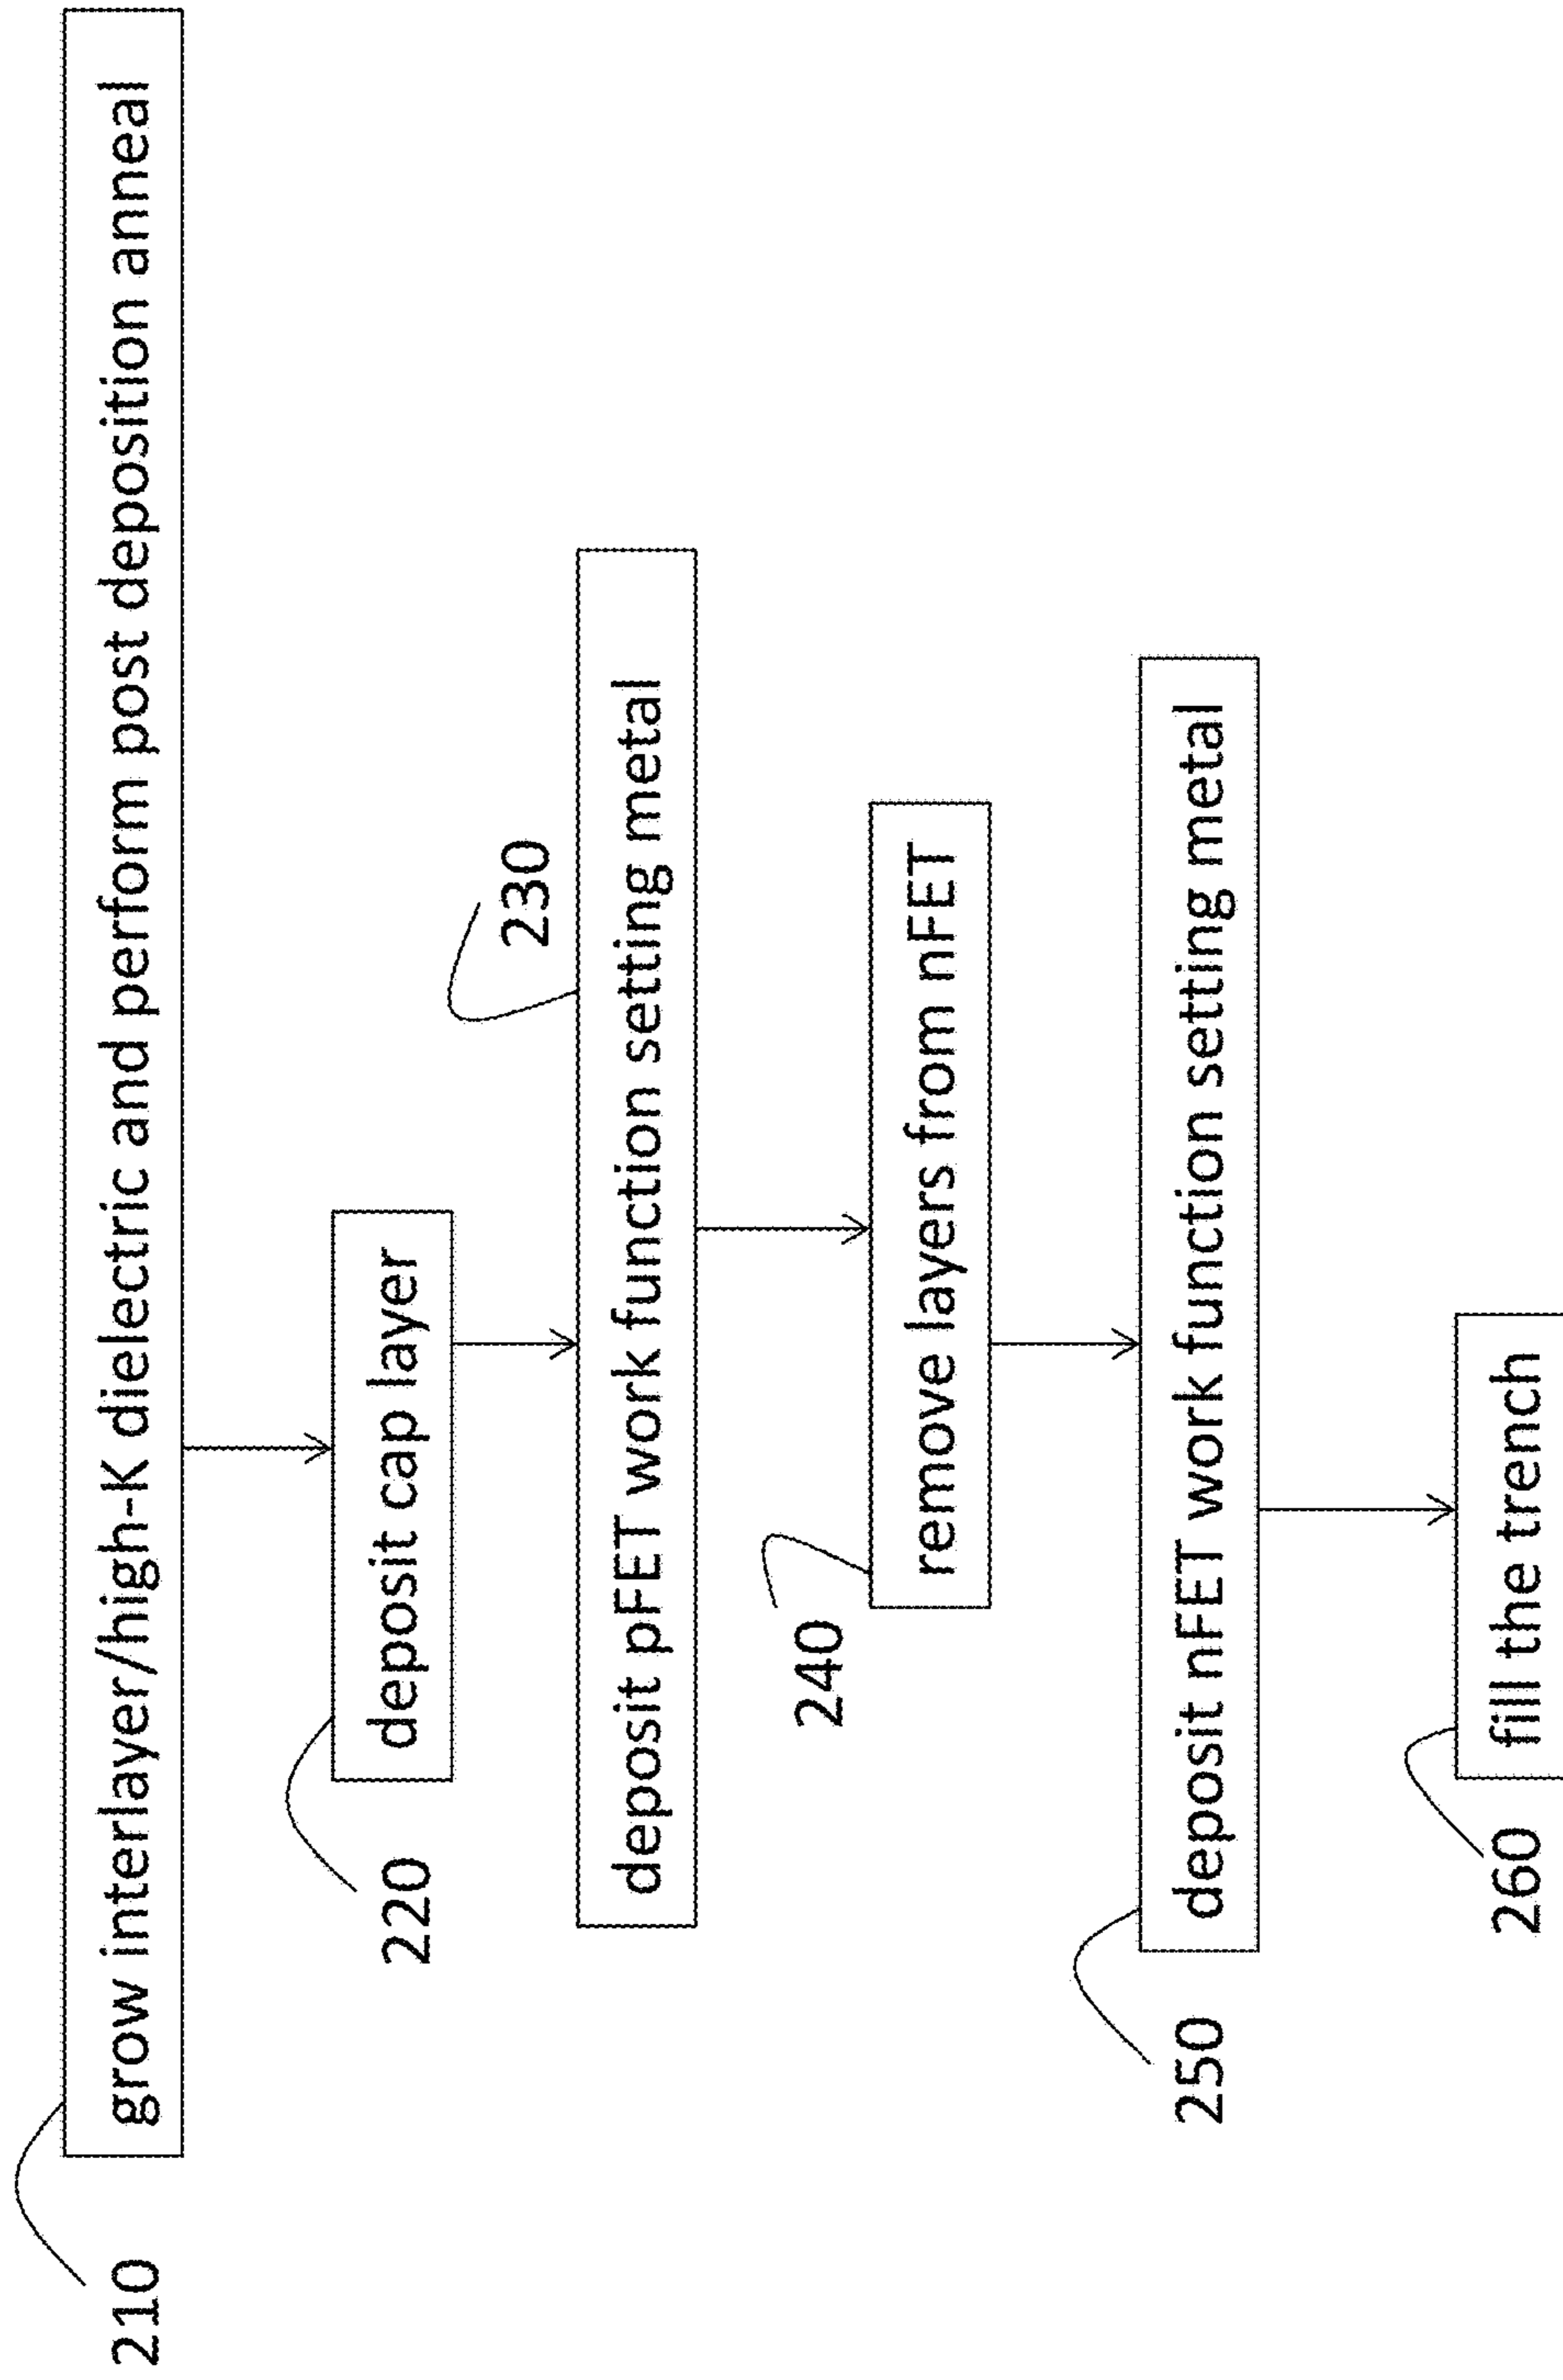 210
grow interlayer/high-K dielectric and perform post deposition anneal
220
deposit cap layer
230
deposit pFET work function setting metal
240
remove layers from nFET
250
deposit nFET work function setting metal
260
fill the trench